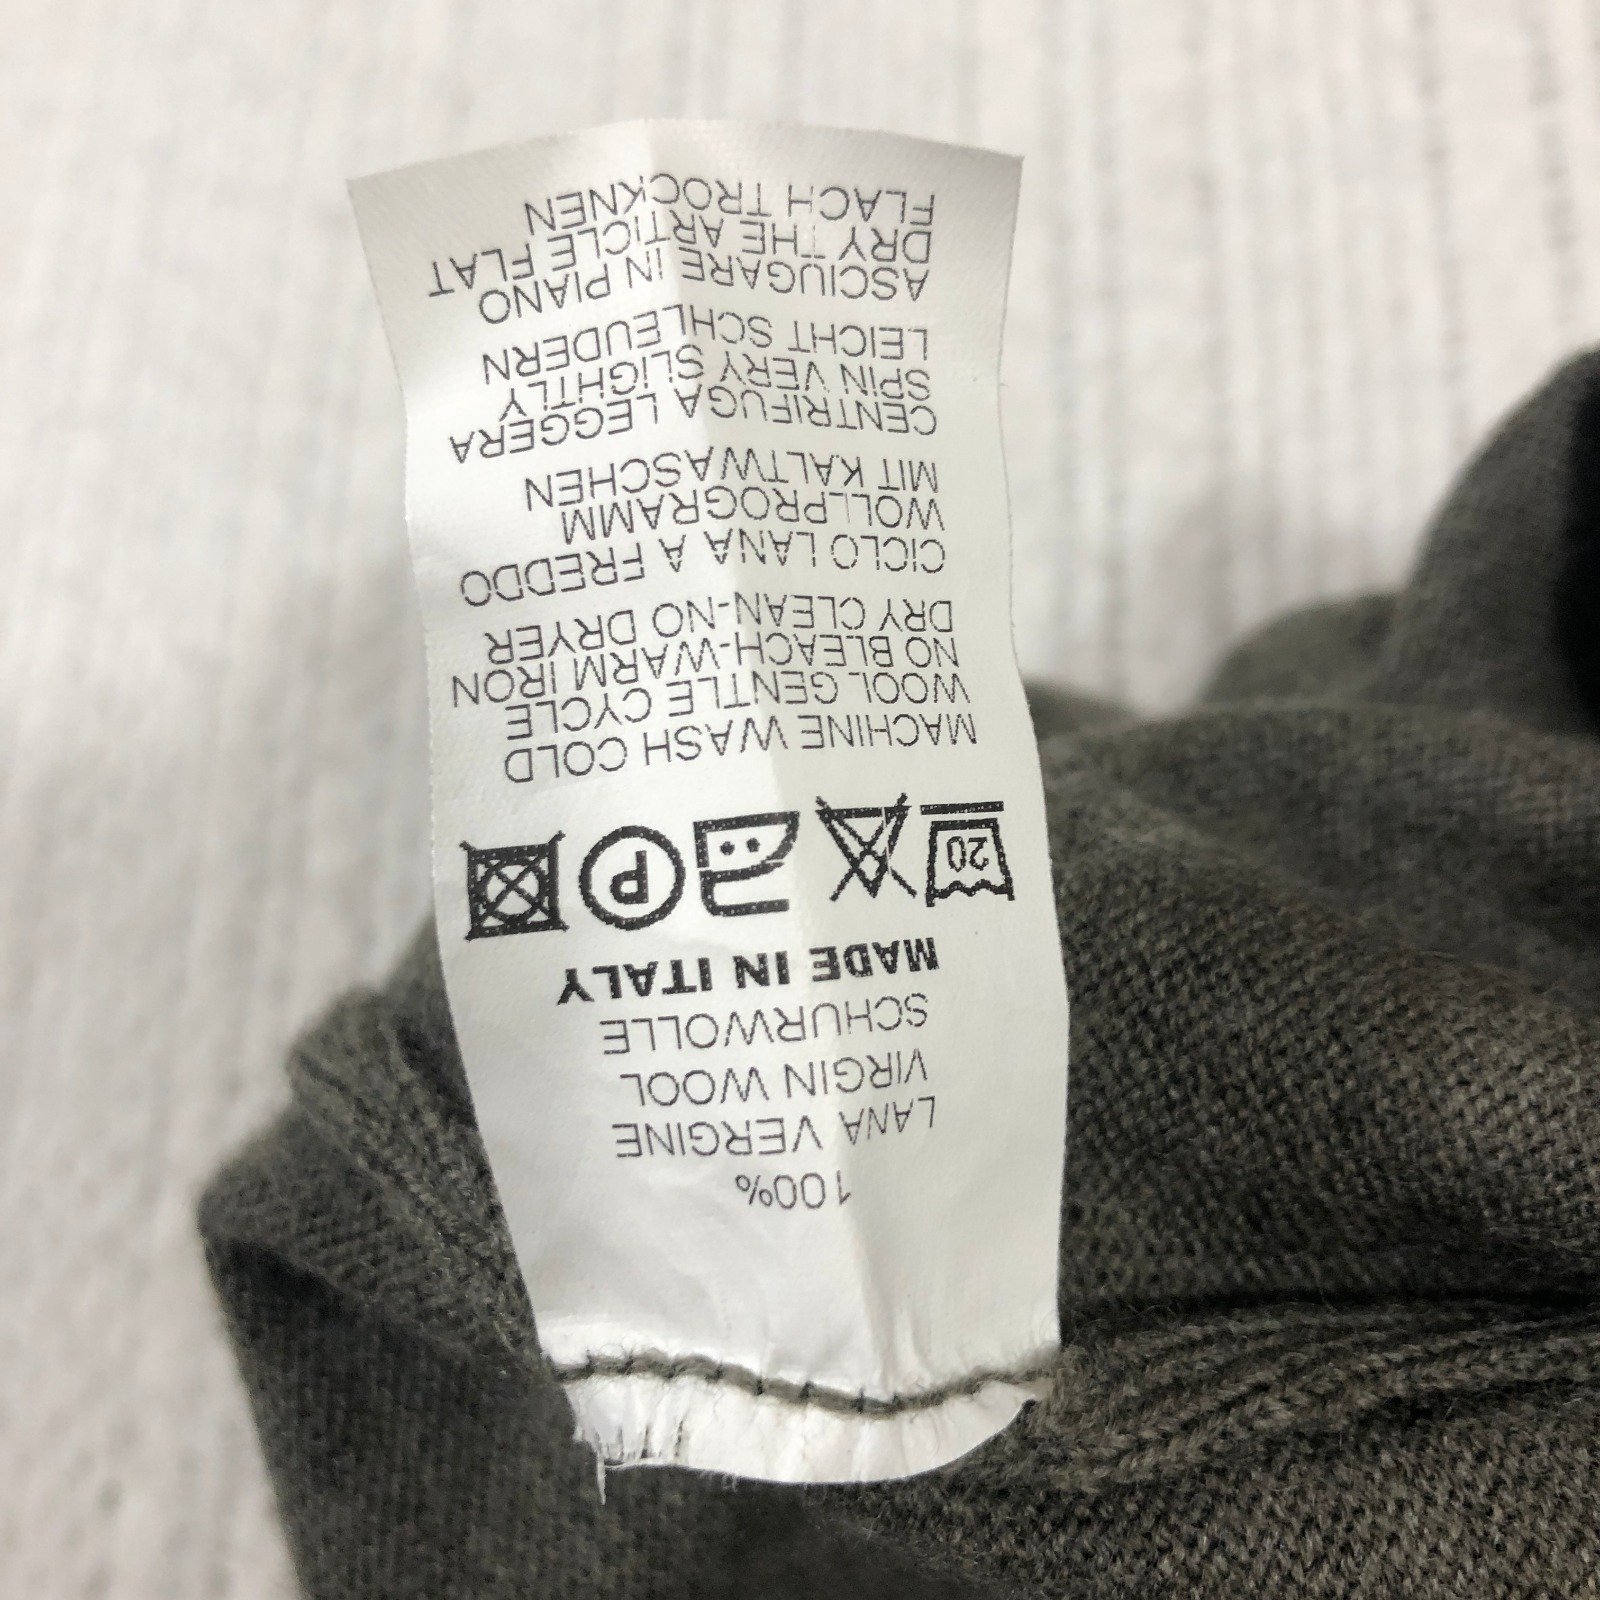 100%
LANA VERGINE
VIRGIN WOOL
SCHURWOLLE
MADE IN ITALY
20 P
MACHINE WASH COLD
WOOL GENTLE CYCLE
NO BLEACH-WARM IRON
DRY CLEAN-NO DRYER
CICLO LANA A FREDDO
WOLLPROGRAMM
MIT KALTWASCHEN
CENTRIFUGA LEGGERA
SPIN VERY SLIGHTLY
LEICHT SCHLEUDERN
ASCIUGARE IN PIANO
DRY THE ARTICLE FLAT
FLACH TROCKNEN